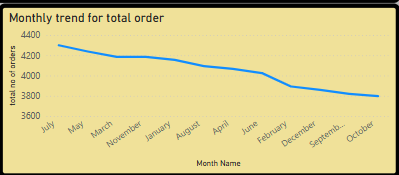 Monthly trend for total order
total no of orders
4400
4200
4000
3800
3600
July
May
March
November
January
August
April
June
February
December
Septemb...
October
Month Name